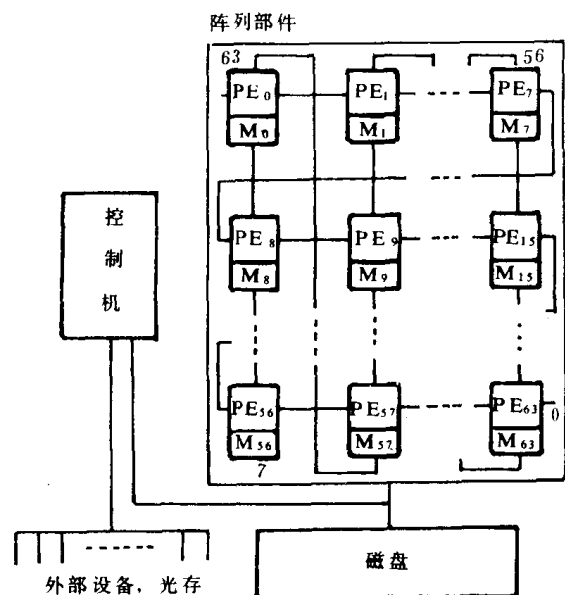 阵列部件
63 56
PE₀ PE₁ PE₇
M₀ M₁ M₇
控制机
PE₈ PE₉ PE₁₅
M₈ M₉ M₁₅
PE₅₆ PE₅₇ PE₆₃ 0
M₅₆ M₅₇ M₆₃
7
磁盘
外部设备，光存